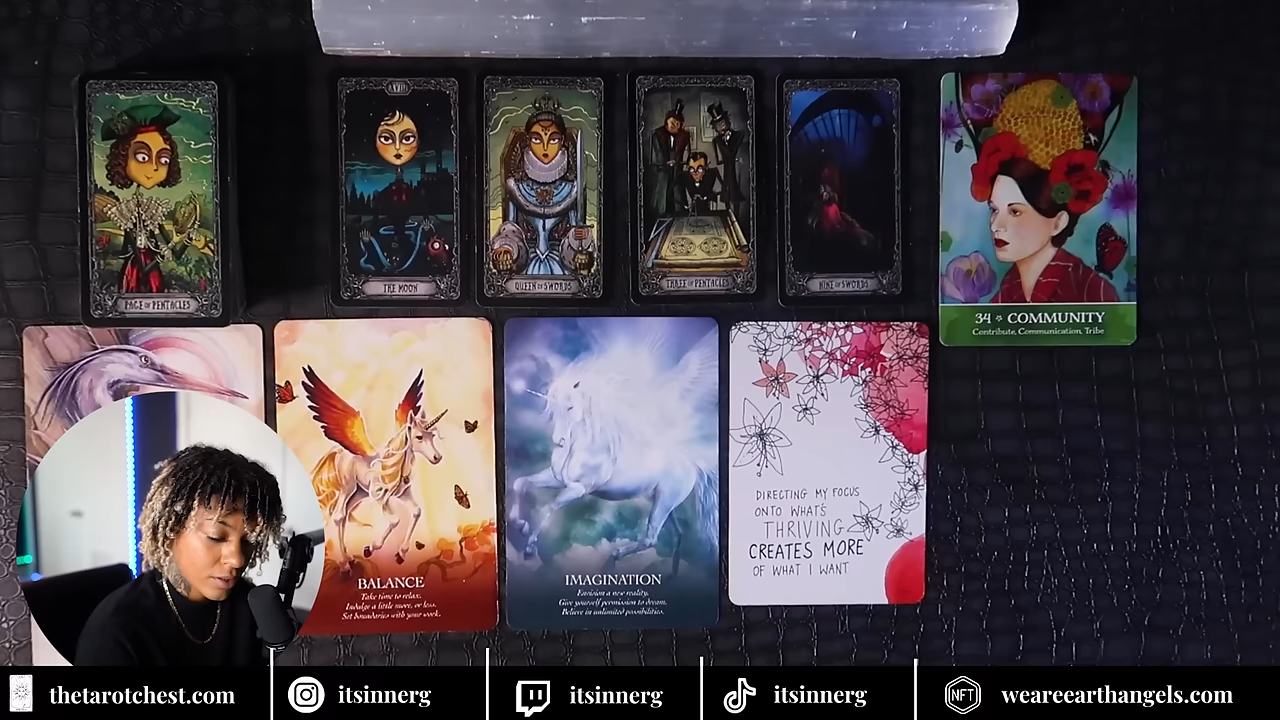 XVIII
PAGE OF PENTACLES
THE MOON
QUEEN OF SWORDS
THREE OF PENTACLES
NINE OF SWORDS
34 * COMMUNITY
Contribute, Communication, Tribe
BALANCE
Take time to relax.
Indulge a little more, or less.
Set boundaries with your work.
IMAGINATION
Envision a new reality.
Give yourself permission to dream.
Believe in unlimited possibilities.
DIRECTING MY FOCUS
ONTO WHAT'S
THRIVING
CREATES MORE
OF WHAT I WANT
thetarotchest.com
itsinnerg
itsinnerg
itsinnerg
NFT
weareearthangels.com